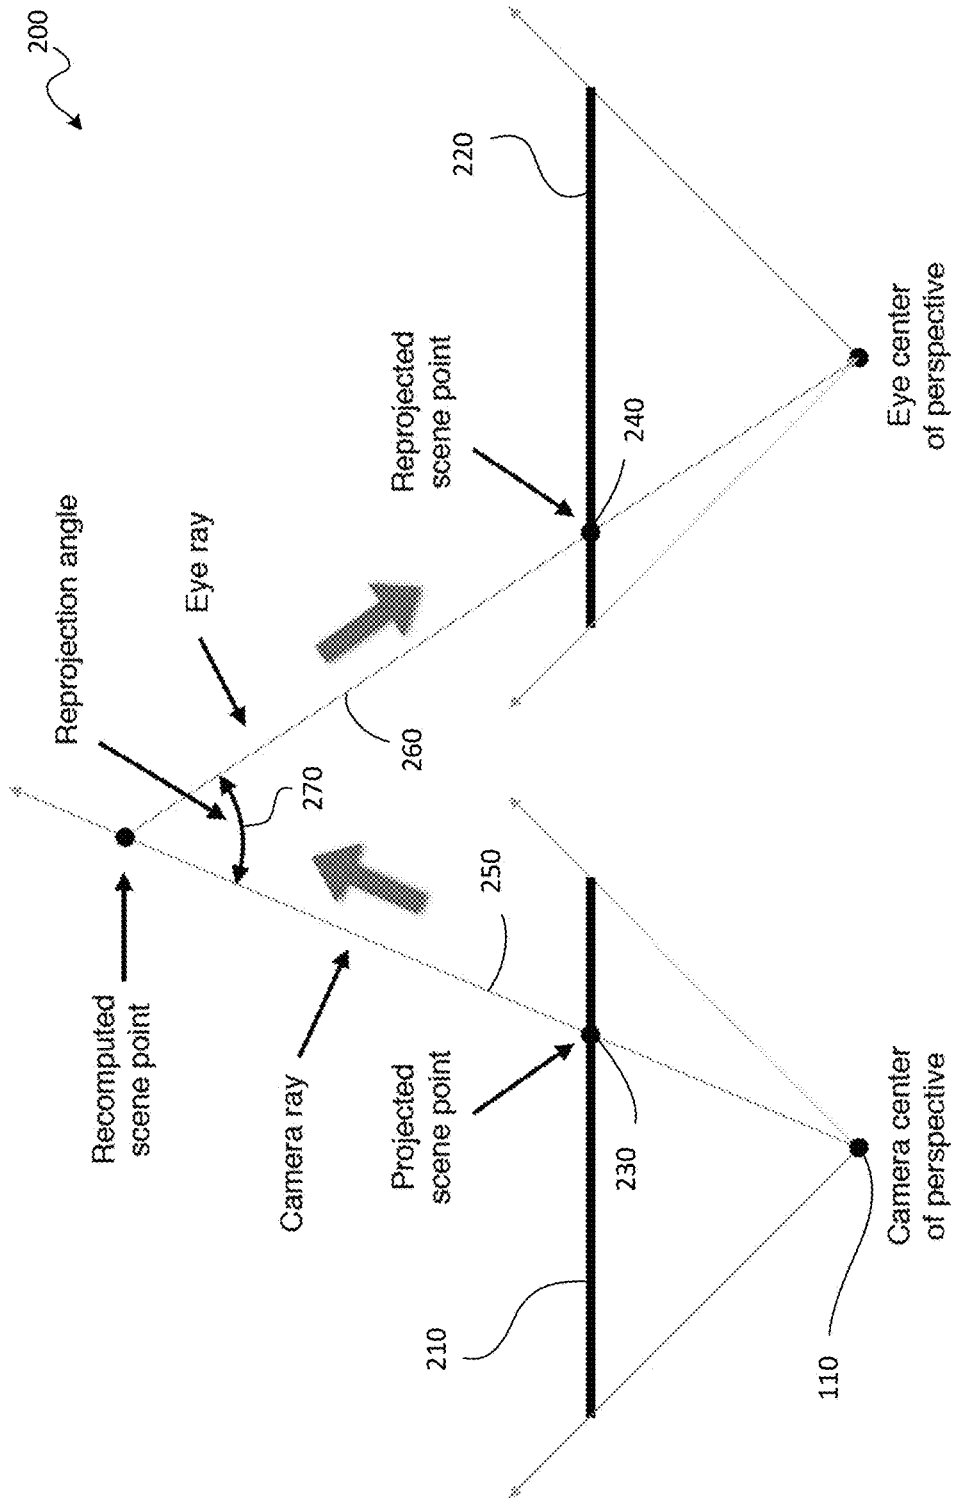 200
Reprojection angle
Recomputed
scene point
Eye ray
270
Camera ray
260
250
Projected
scene point
Reprojected
scene point
210
220
230
240
110
Camera center
of perspective
Eye center
of perspective